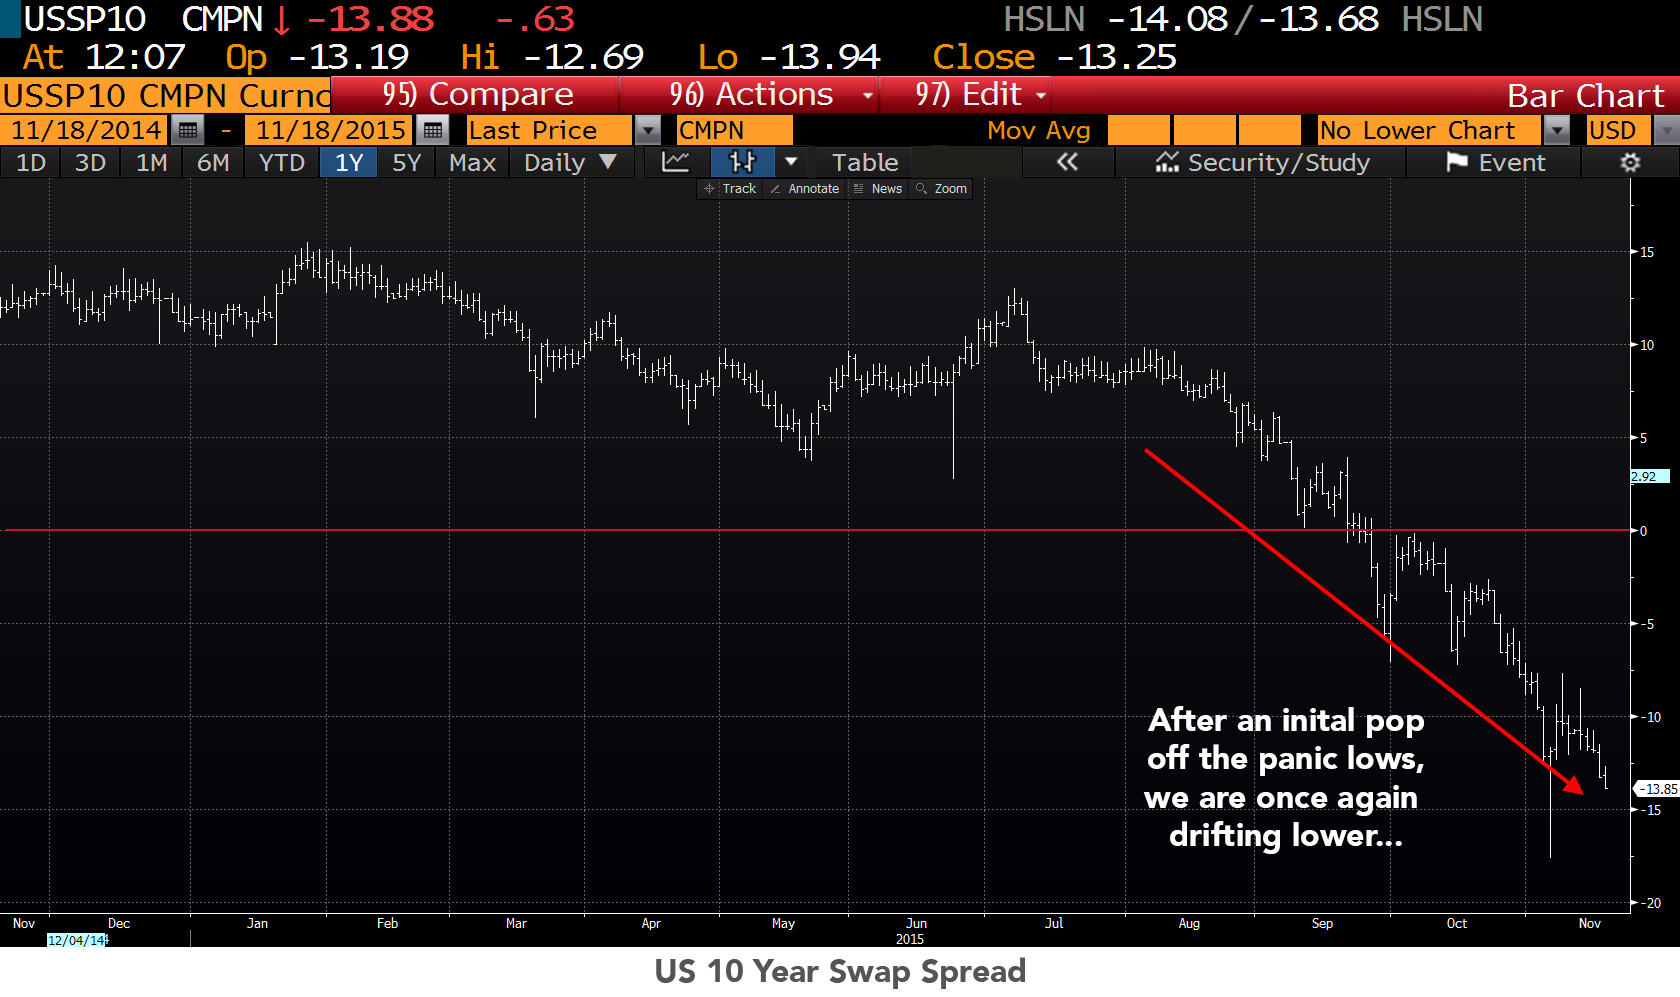 USSP10 CMPN ↓ -13.88 -.63 HSLN -14.08/-13.68 HSLN
At 12:07 Op -13.19 Hi -12.69 Lo -13.94 Close -13.25
USSP10 CMPN Curnc 95) Compare 96) Actions 97) Edit Bar Chart
11/18/2014 - 11/18/2015 Last Price CMPN Mov Avg No Lower Chart USD
1D 3D 1M 6M YTD 1Y 5Y Max Daily ▼ Table « Security/Study Event
Track Annotate News Zoom
15
10
5
2.92
0
-5
-10
-13.85
-15
-20
After an inital pop
off the panic lows,
we are once again
drifting lower...
Nov Dec Jan Feb Mar Apr May Jun Jul Aug Sep Oct Nov
12/04/14 2015
US 10 Year Swap Spread